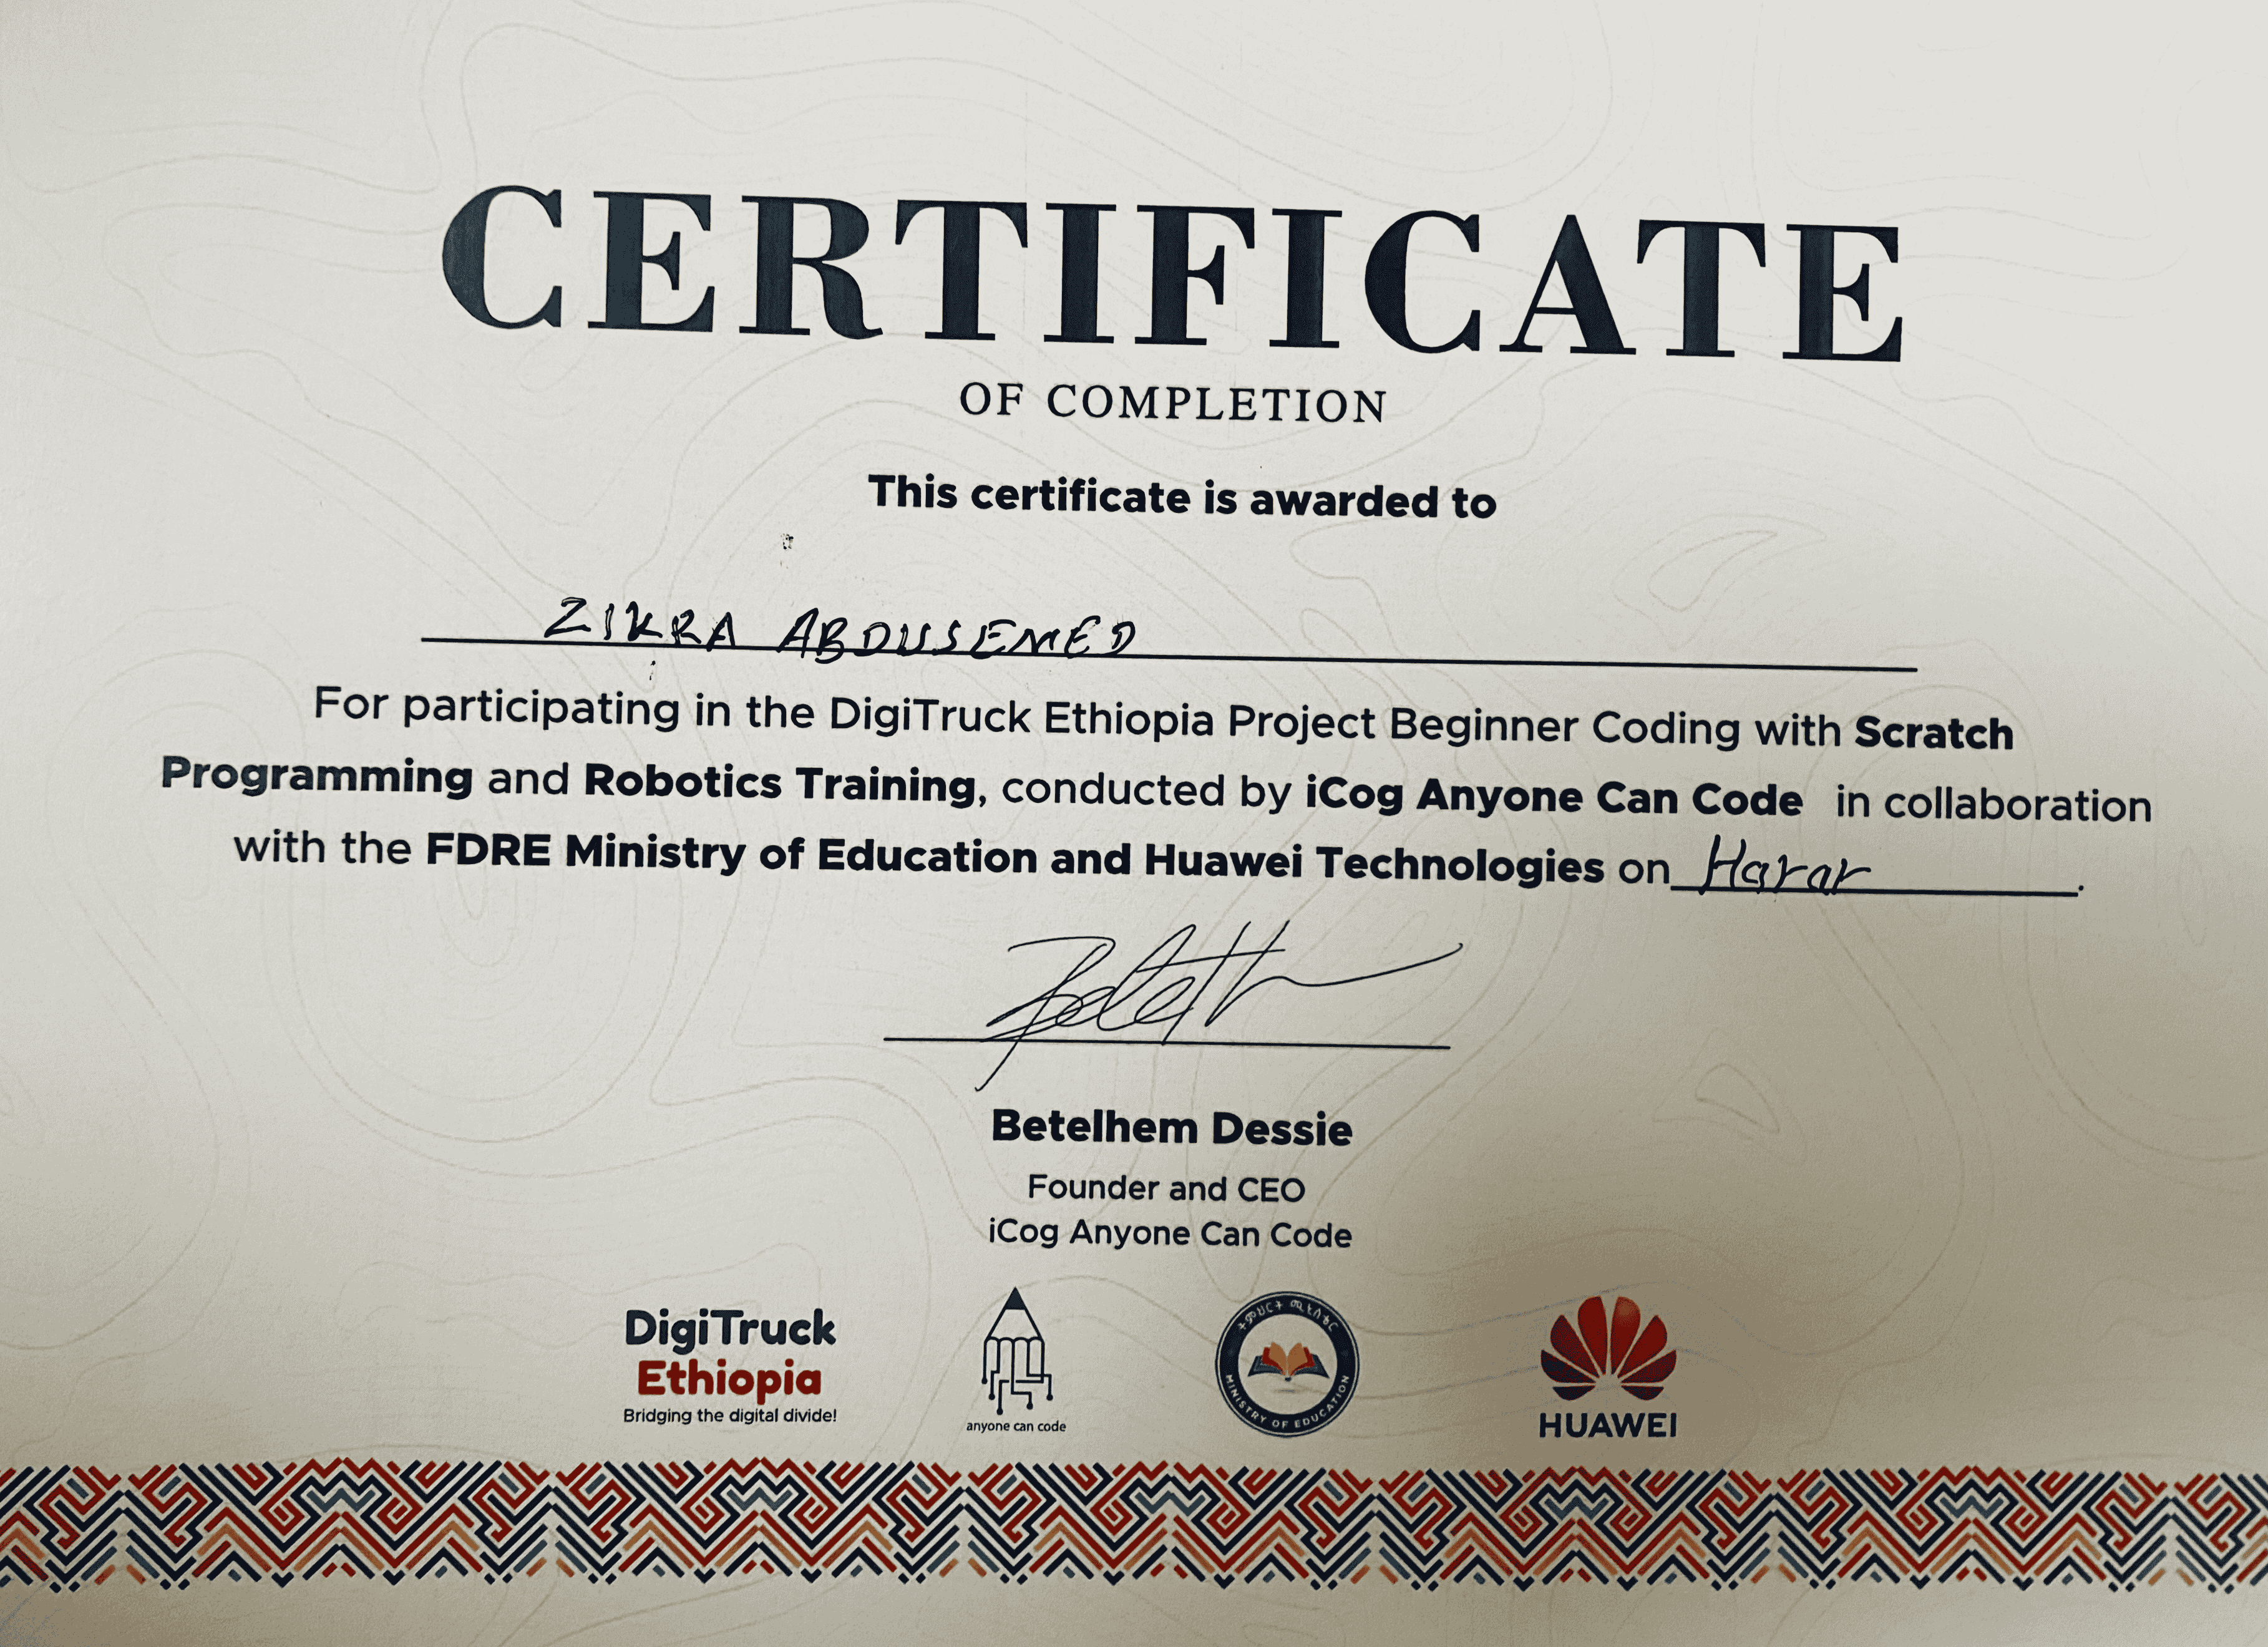 CERTIFICATE
OF COMPLETION
This certificate is awarded to
ZIKRA ABDUSEMED
For participating in the DigiTruck Ethiopia Project Beginner Coding with Scratch
Programming and Robotics Training, conducted by iCog Anyone Can Code in collaboration
with the FDRE Ministry of Education and Huawei Technologies on Harar.
Betelhem Dessie
Founder and CEO
iCog Anyone Can Code
DigiTruck
Ethiopia
Bridging the digital divide!
anyone can code
ትምህርት ሚኒስቴር
MINISTRY OF EDUCATION
HUAWEI